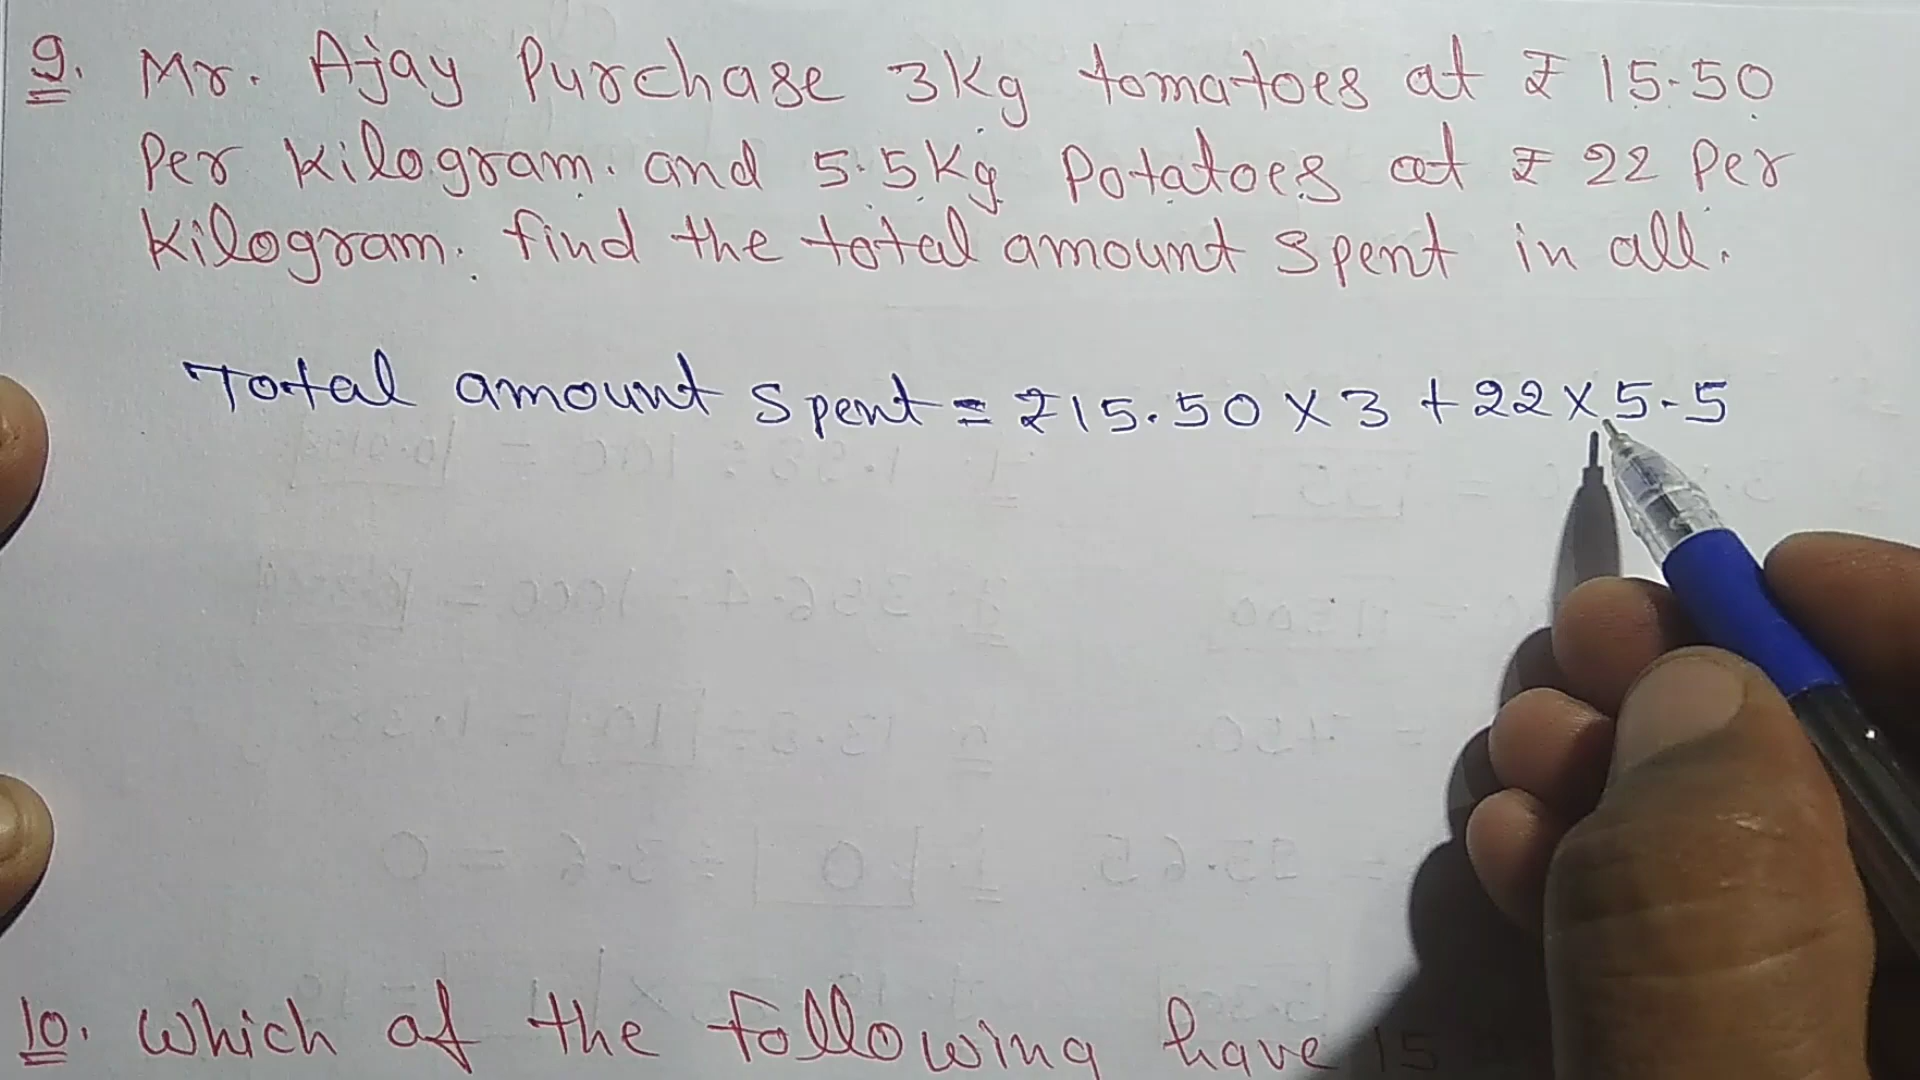 9. Mr. Ajay Purchase 3Kg tomatoes at ₹ 15.50
Per kilogram. and 5.5Kg Potatoes at ₹ 22 Per
Kilogram. find the total amount spent in all.
Total amount spent = ₹15.50 X 3 + 22 X 5.5
10. Which of the following have 15